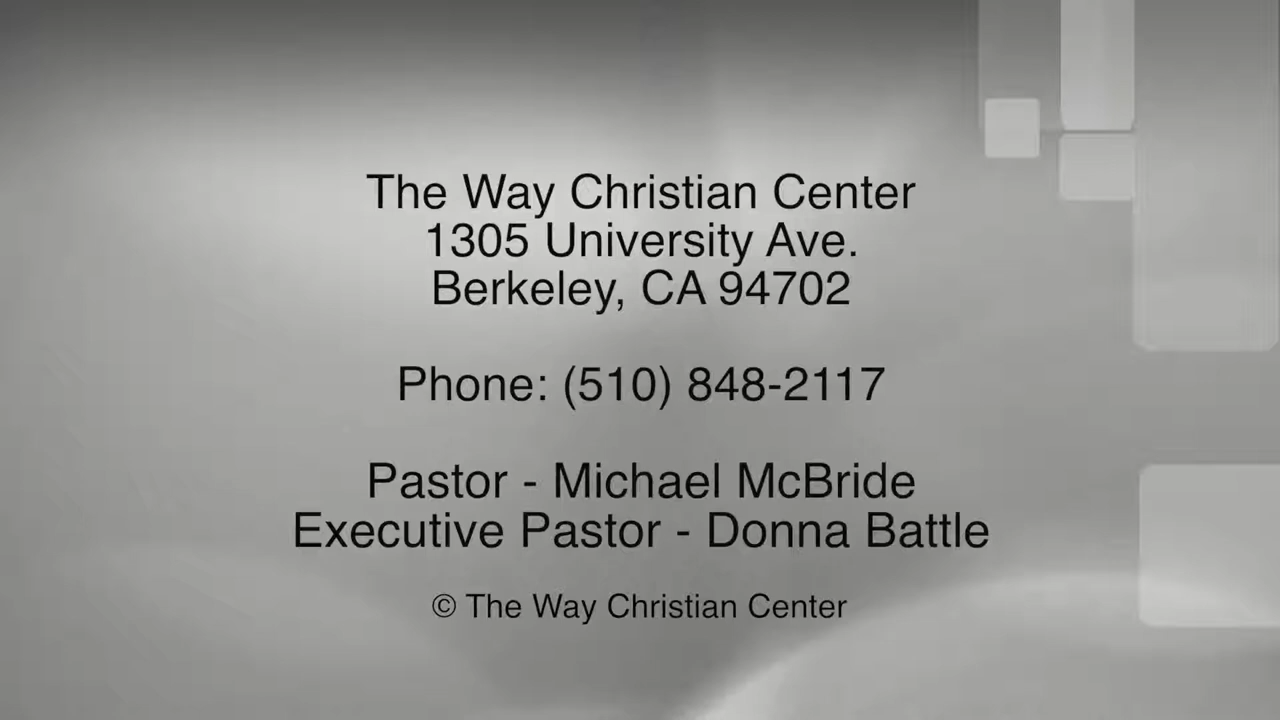 The Way Christian Center
1305 University Ave.
Berkeley, CA 94702
Phone: (510) 848-2117
Pastor - Michael McBride
Executive Pastor - Donna Battle
© The Way Christian Center